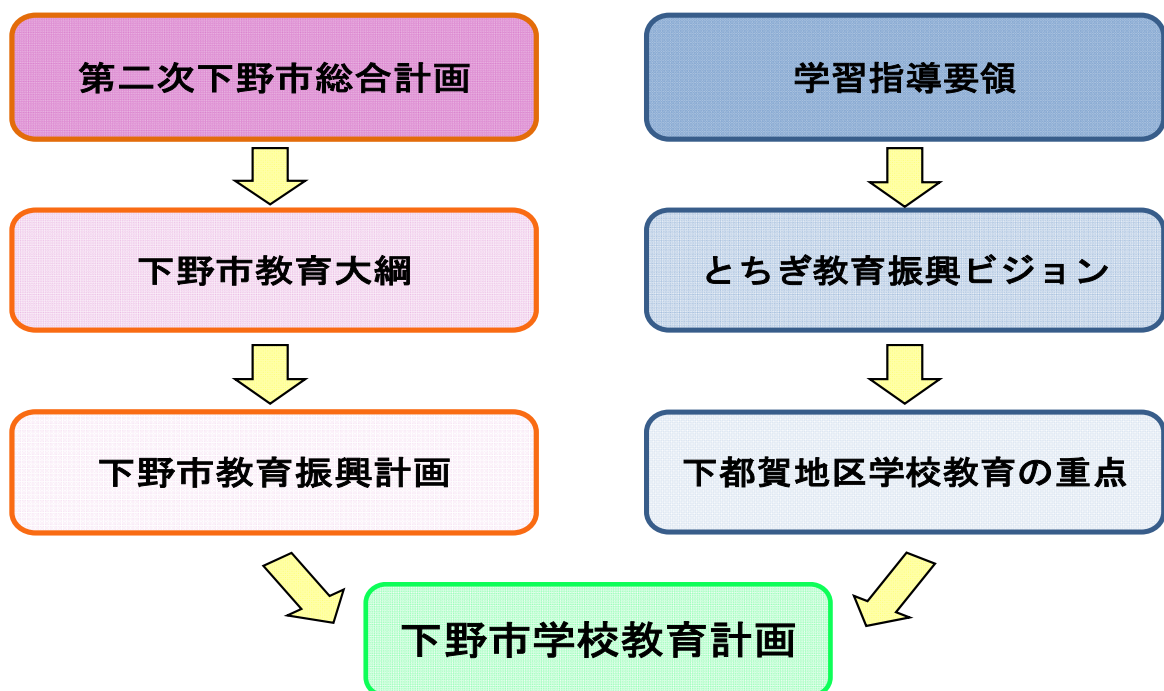 第二次下野市総合計画
学習指導要領
下野市教育大綱
とちぎ教育振興ビジョン
下野市教育振興計画
下都賀地区学校教育の重点
下野市学校教育計画